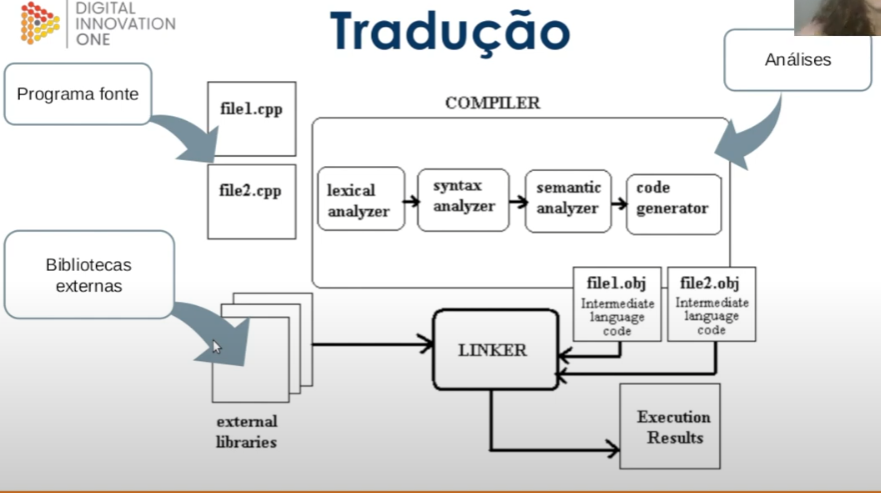 DIGITAL
INNOVATION
ONE
Tradução
Análises
Programa fonte
file1.cpp
COMPILER
file2.cpp
lexical
analyzer
syntax
analyzer
semantic
analyzer
code
generator
Bibliotecas
externas
file1.obj
Intermediate
language
code
file2.obj
Intermediate
language
code
LINKER
external
libraries
Execution
Results